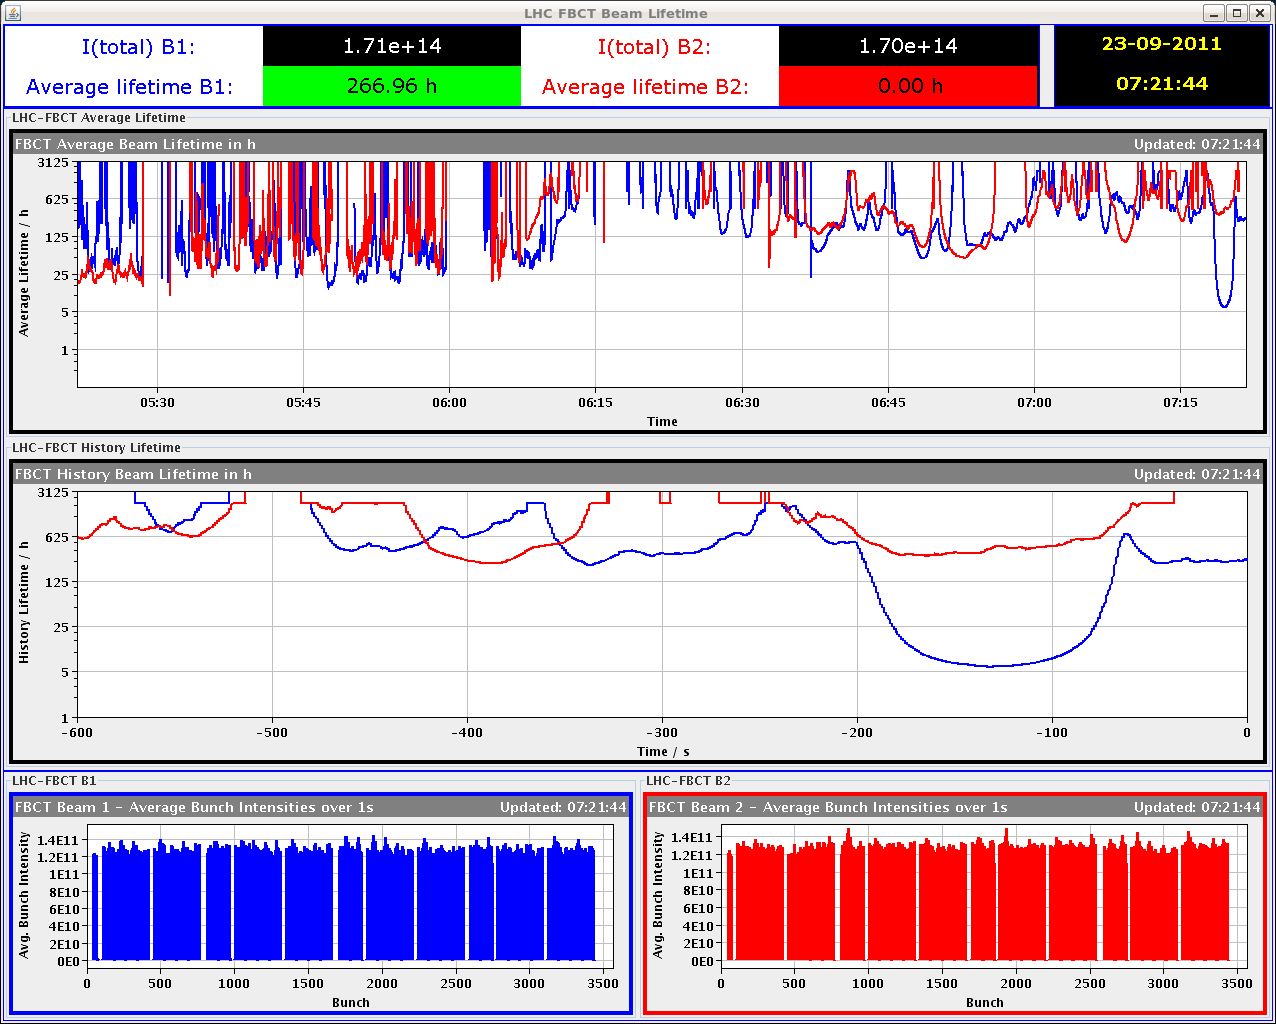 LHC FBCT Beam Lifetime
I(total) B1: 1.71e+14 I(total) B2: 1.70e+14 23-09-2011
Average lifetime B1: 266.96 h Average lifetime B2: 0.00 h 07:21:44
LHC-FBCT Average Lifetime
FBCT Average Beam Lifetime in h Updated: 07:21:44
Average Lifetime / h
3125
625
125
25
5
1
05:30 05:45 06:00 06:15 06:30 06:45 07:00 07:15
Time
LHC-FBCT History Lifetime
FBCT History Beam Lifetime in h Updated: 07:21:44
History Lifetime / h
3125
625
125
25
5
1
-600 -500 -400 -300 -200 -100 0
Time / s
LHC-FBCT B1
FBCT Beam 1 - Average Bunch Intensities over 1s Updated: 07:21:44
Avg. Bunch Intensity
1.4E11
1.2E11
1E11
8E10
6E10
4E10
2E10
0E0
0 500 1000 1500 2000 2500 3000 3500
Bunch
LHC-FBCT B2
FBCT Beam 2 - Average Bunch Intensities over 1s Updated: 07:21:44
Avg. Bunch Intensity
1.4E11
1.2E11
1E11
8E10
6E10
4E10
2E10
0E0
0 500 1000 1500 2000 2500 3000 3500
Bunch